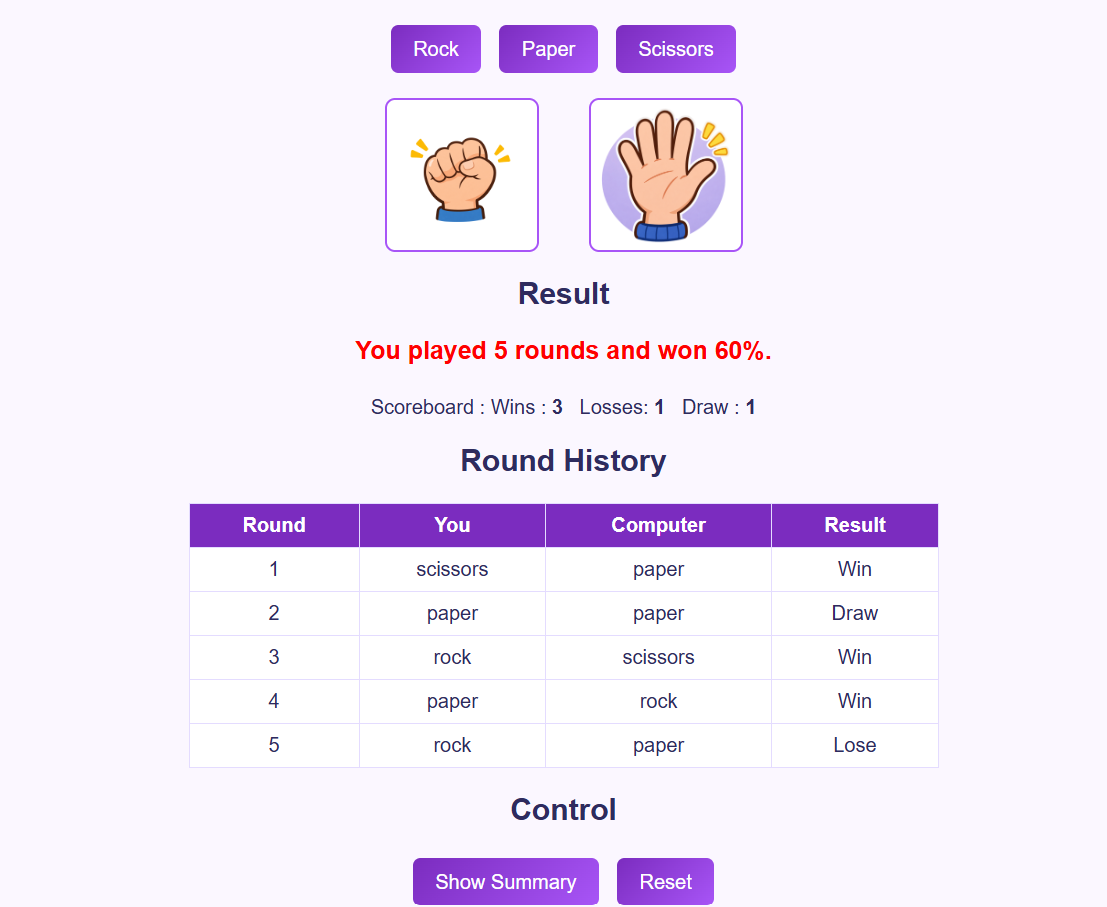 Rock Paper Scissors
Result
You played 5 rounds and won 60%.
Scoreboard : Wins : 3 Losses: 1 Draw : 1
Round History
Round You Computer Result
1 scissors paper Win
2 paper paper Draw
3 rock scissors Win
4 paper rock Win
5 rock paper Lose
Control
Show Summary Reset